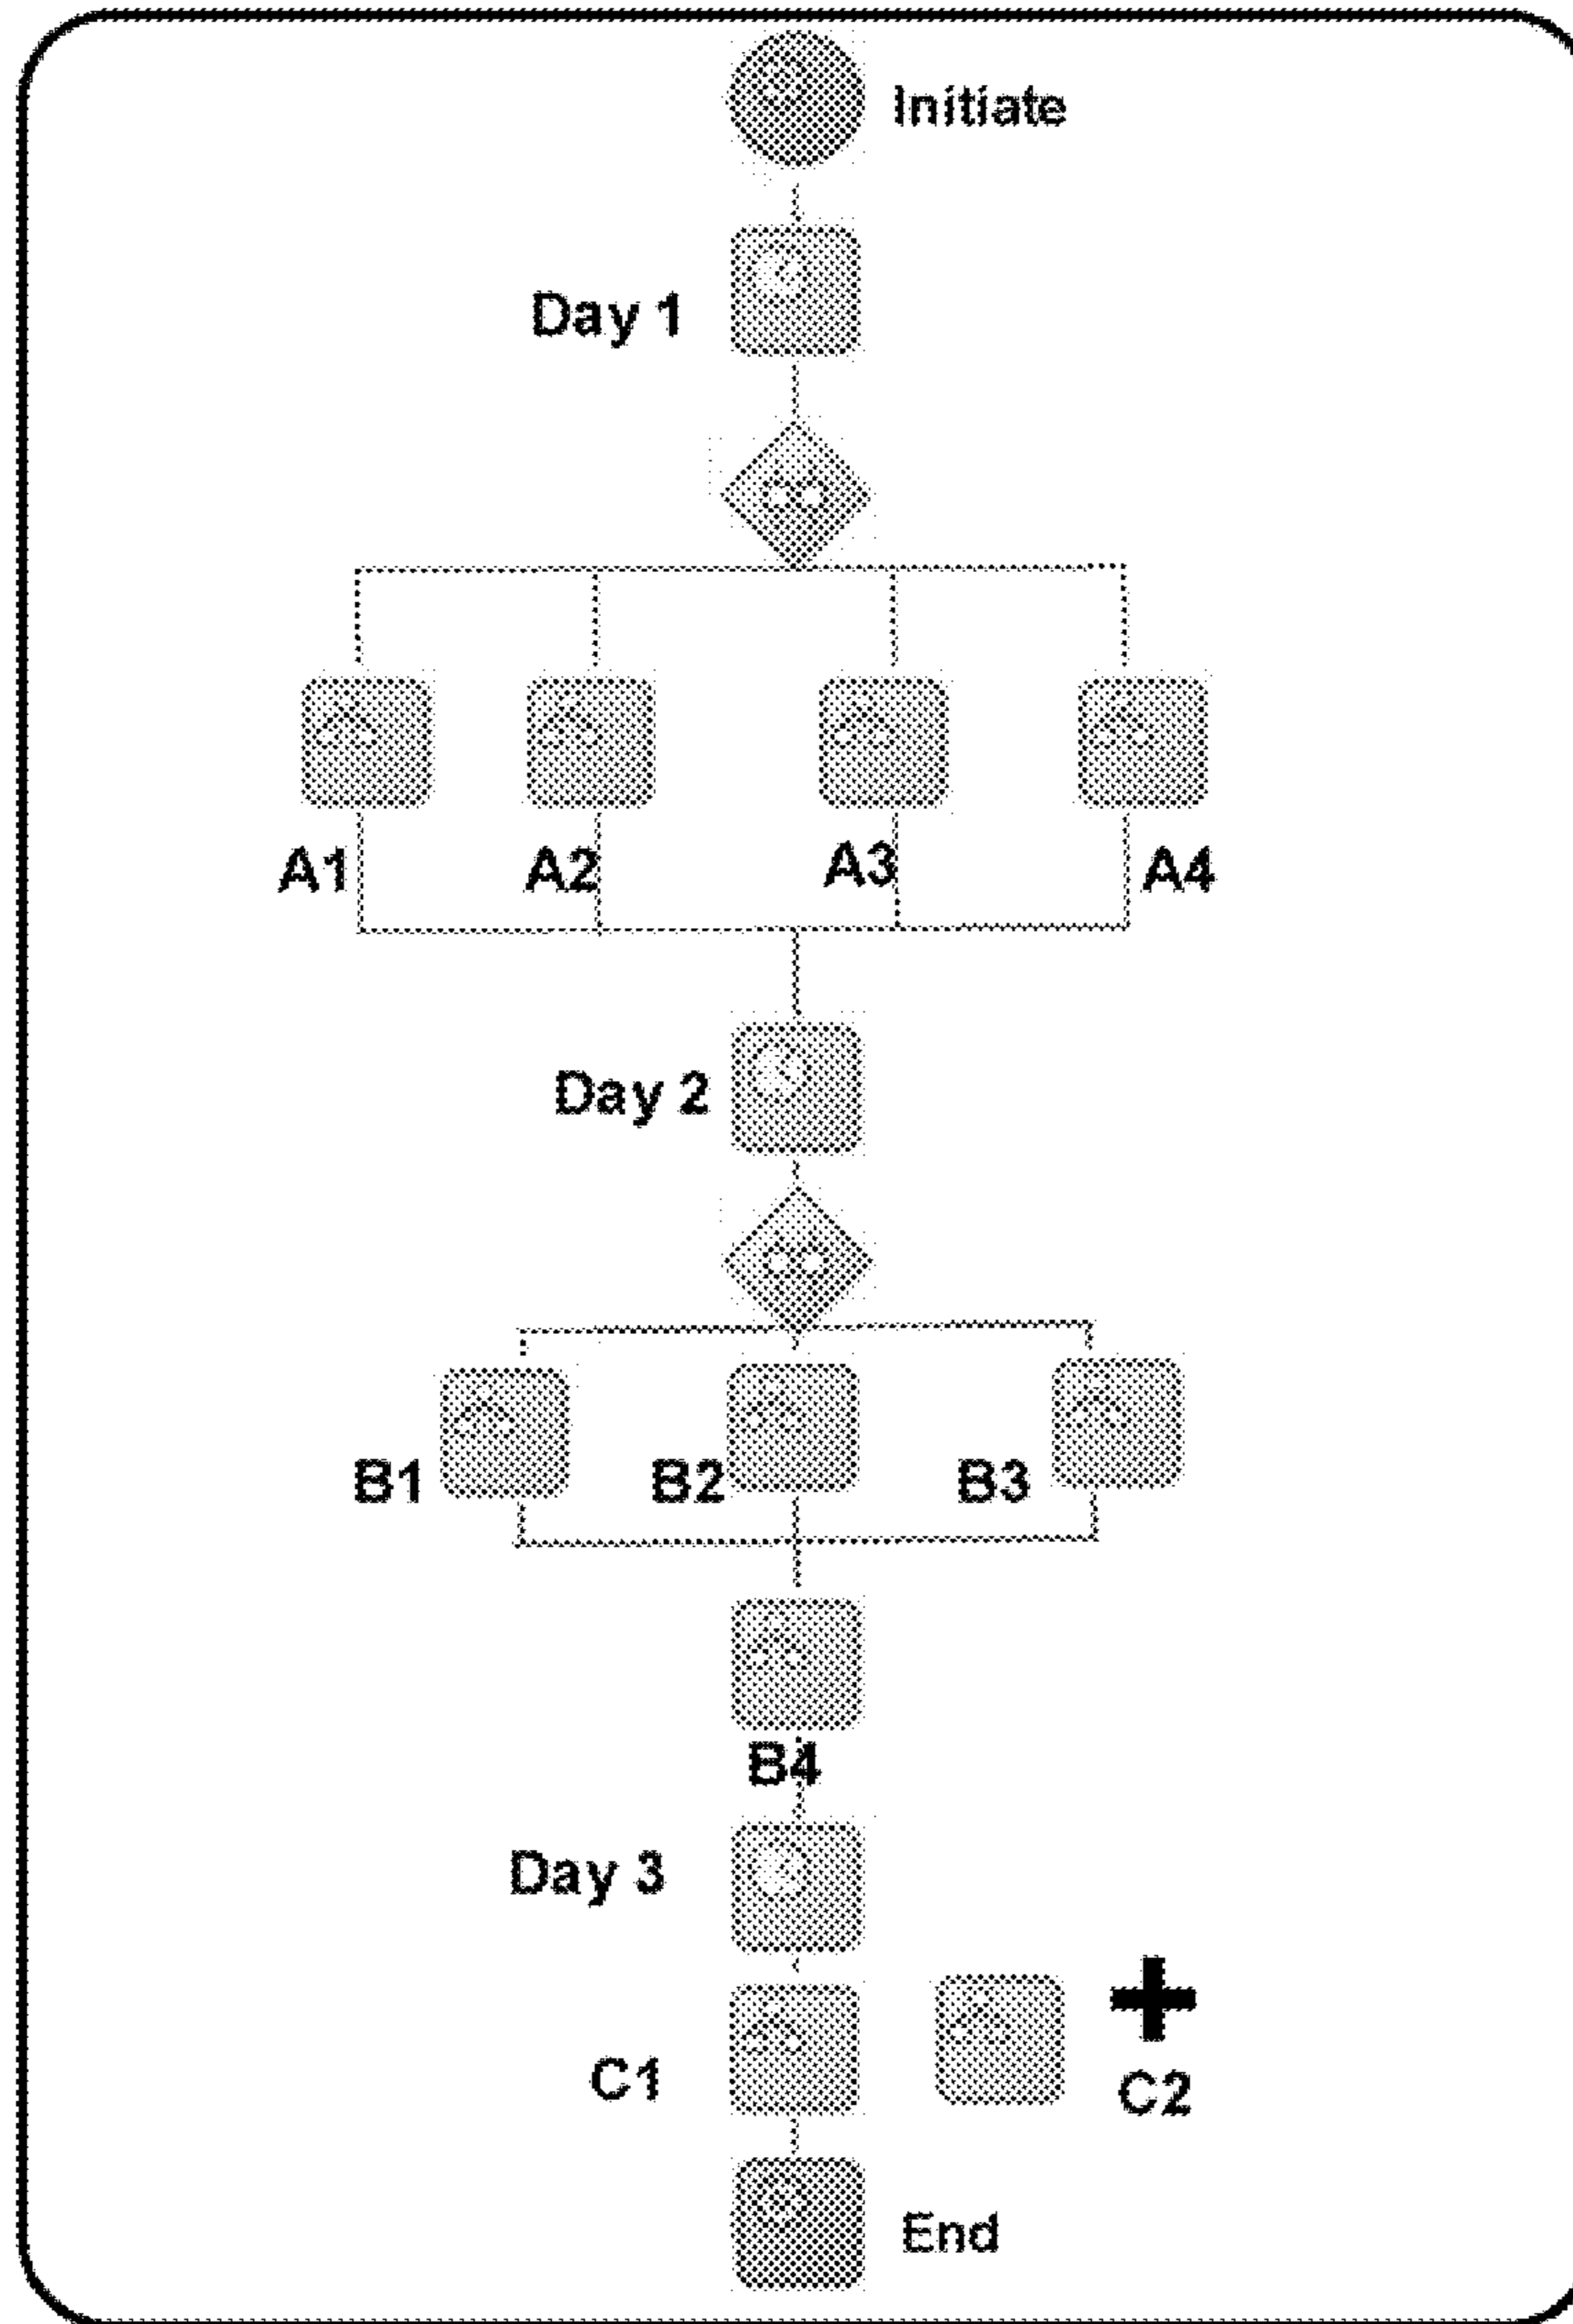 Initiate
Day 1
A1
A2
A3
A4
Day 2
B1
B2
B3
B4
Day 3
C1
C2
End